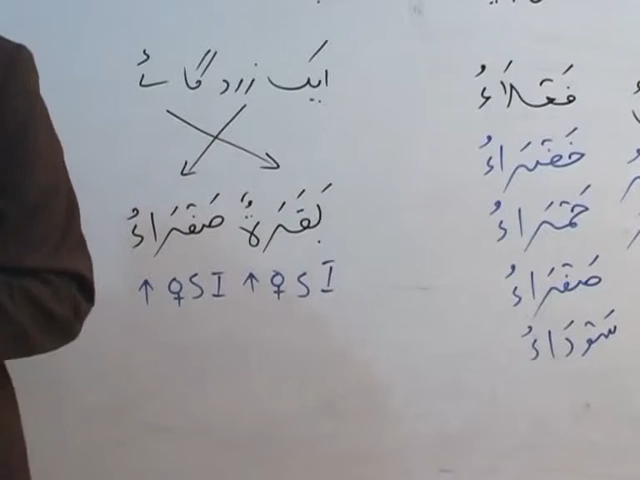 ایک زرد گائے
بَقَرَةٌ صَفْرَاءُ
↑ ♀ S I ↑ ♀ S I
فَعْلَاءُ
خَضْرَاءُ
حَمْرَاءُ
صَفْرَاءُ
سَوْدَاءُ